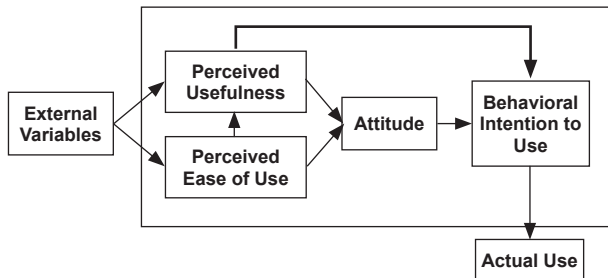 Perceived
Usefulness
External
Variables
Perceived
Ease of Use
Attitude
Behavioral
Intention to
Use
Actual Use